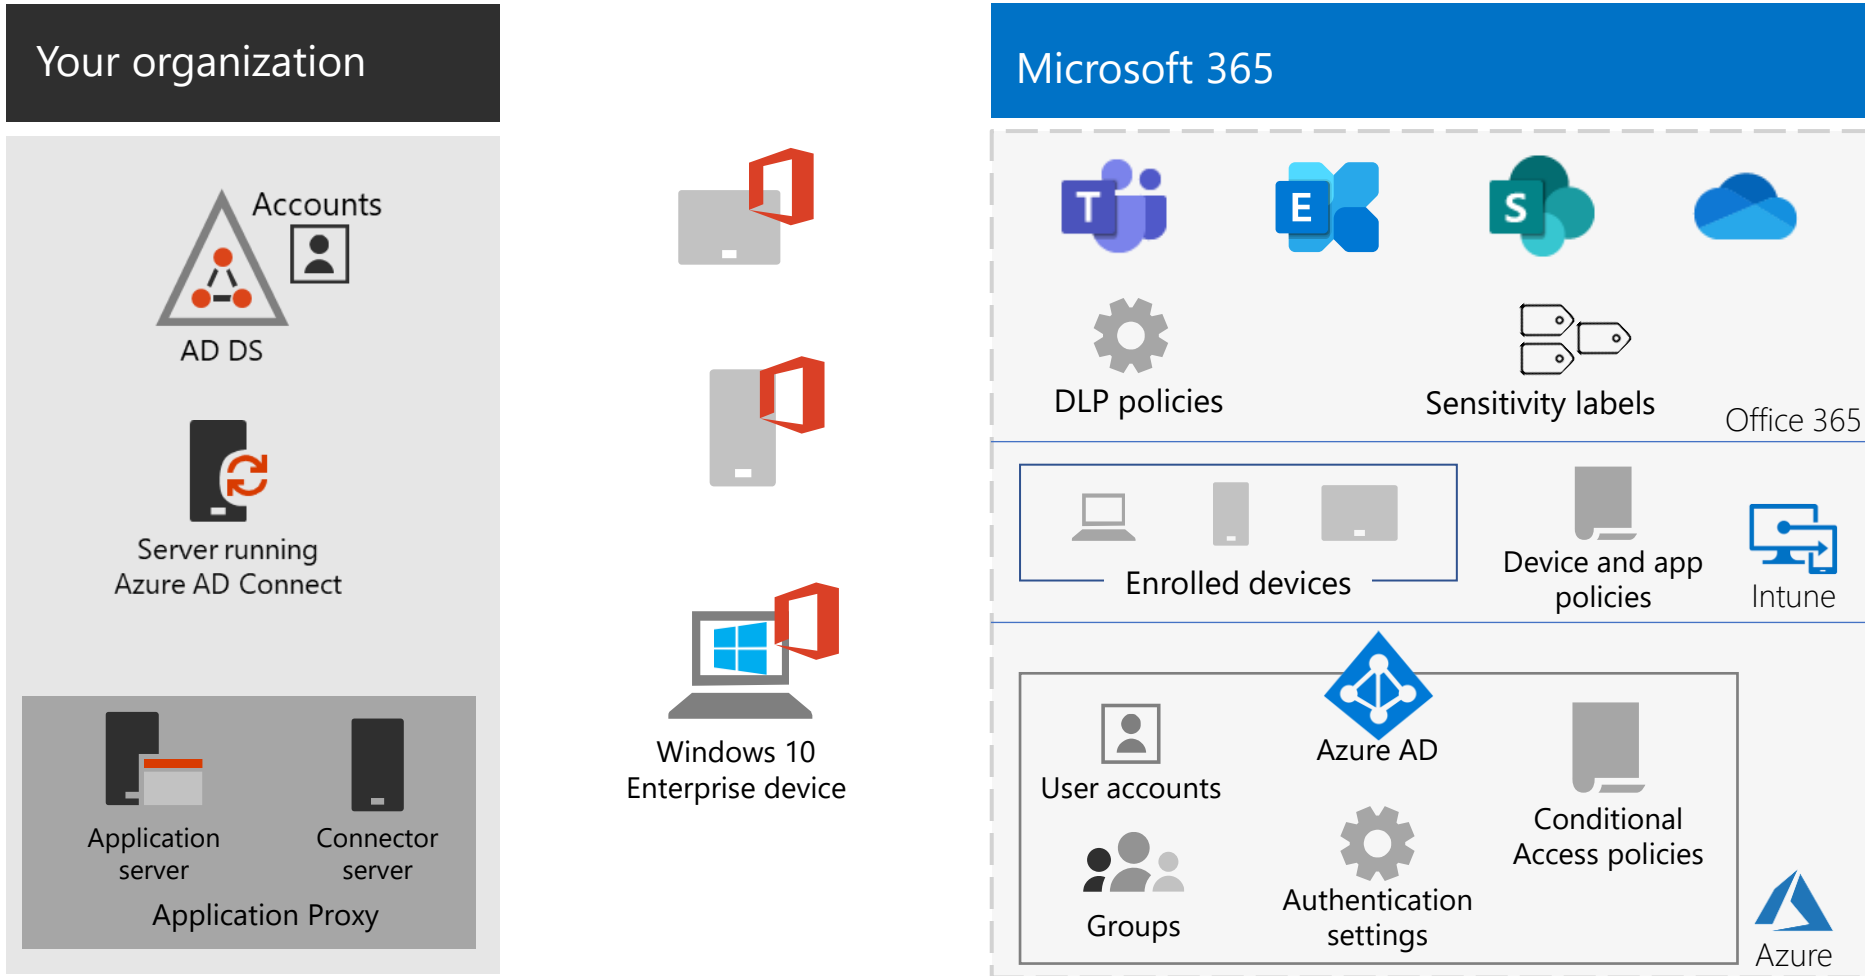 Your organization
Accounts
AD DS
Server running
Azure AD Connect
Application
server
Connector
server
Application Proxy
Windows 10
Enterprise device
Microsoft 365
T
E
S
DLP policies
Sensitivity labels
Office 365
Enrolled devices
Device and app
policies
Intune
Azure AD
User accounts
Groups
Authentication
settings
Conditional
Access policies
Azure